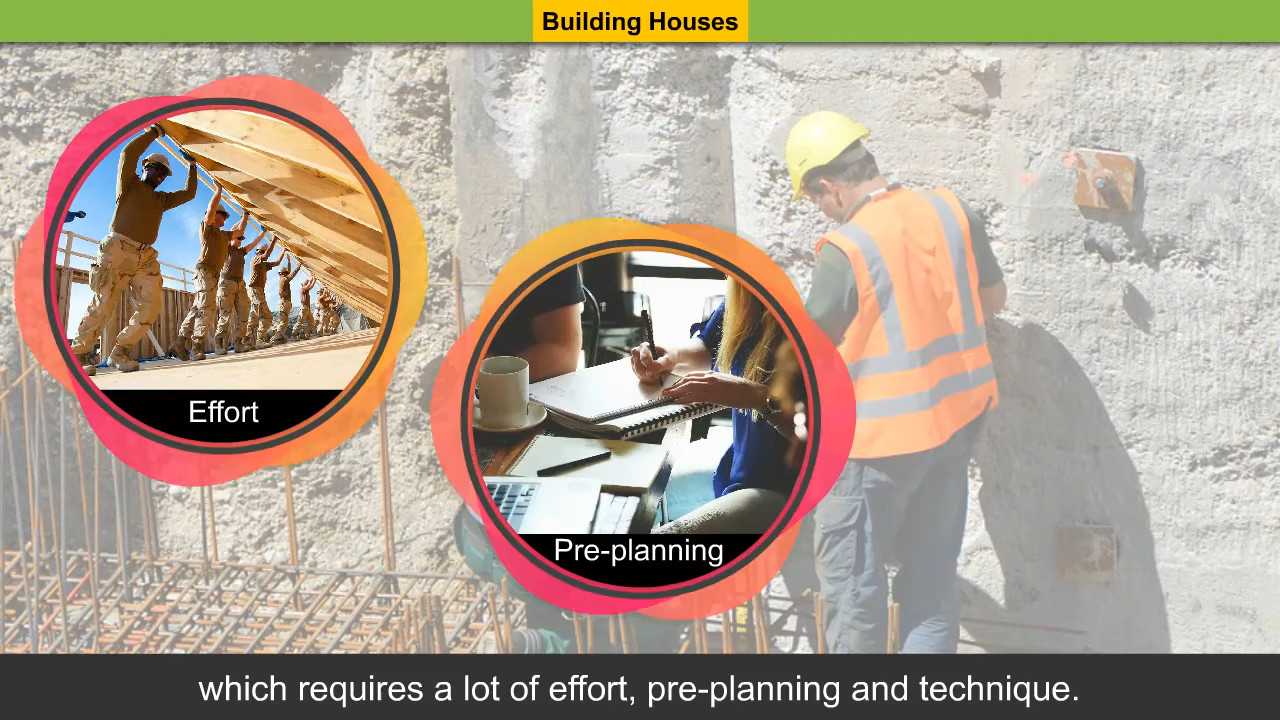 Building Houses
Effort
Pre-planning
which requires a lot of effort, pre-planning and technique.